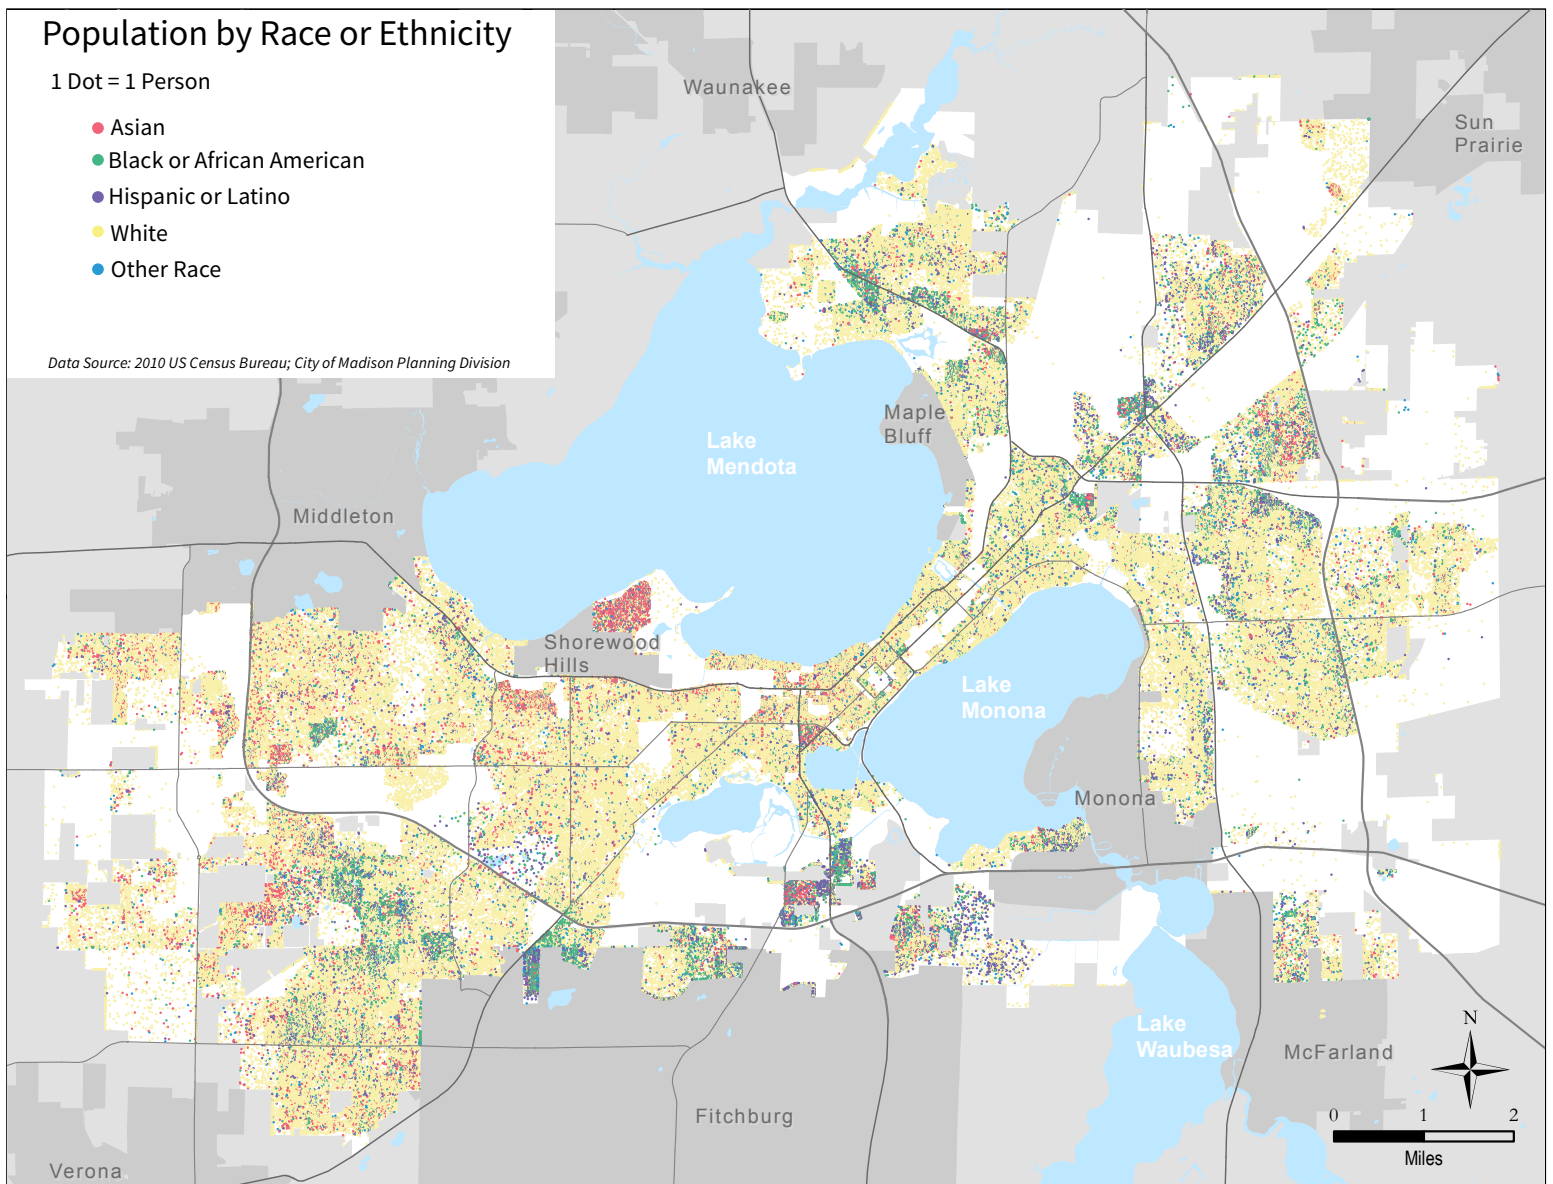 Population by Race or Ethnicity
1 Dot = 1 Person
Asian
Black or African American
Hispanic or Latino
White
Other Race
Data Source: 2010 US Census Bureau; City of Madison Planning Division
Waunakee
Sun
Prairie
Maple
Bluff
Lake
Mendota
Middleton
Shorewood
Hills
Lake
Monona
Monona
Lake
Waubesa
McFarland
Fitchburg
Verona
N
0 1 2
Miles